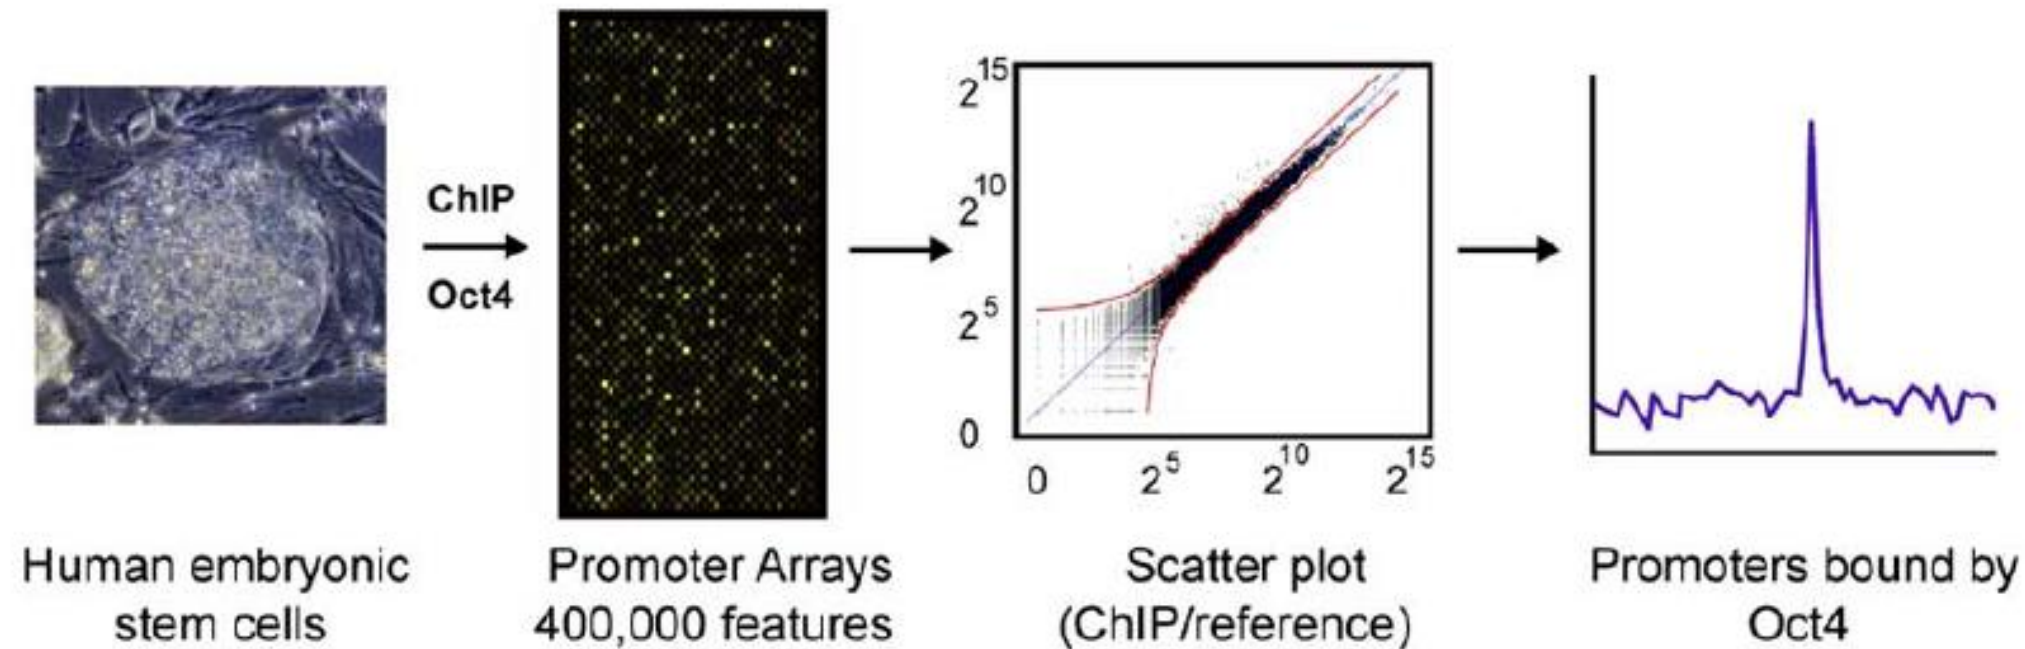 ChIP
Oct4
2^15
2^10
2^5
0
0
2^5
2^10
2^15
Human embryonic
stem cells
Promoter Arrays
400,000 features
Scatter plot
(ChIP/reference)
Promoters bound by
Oct4